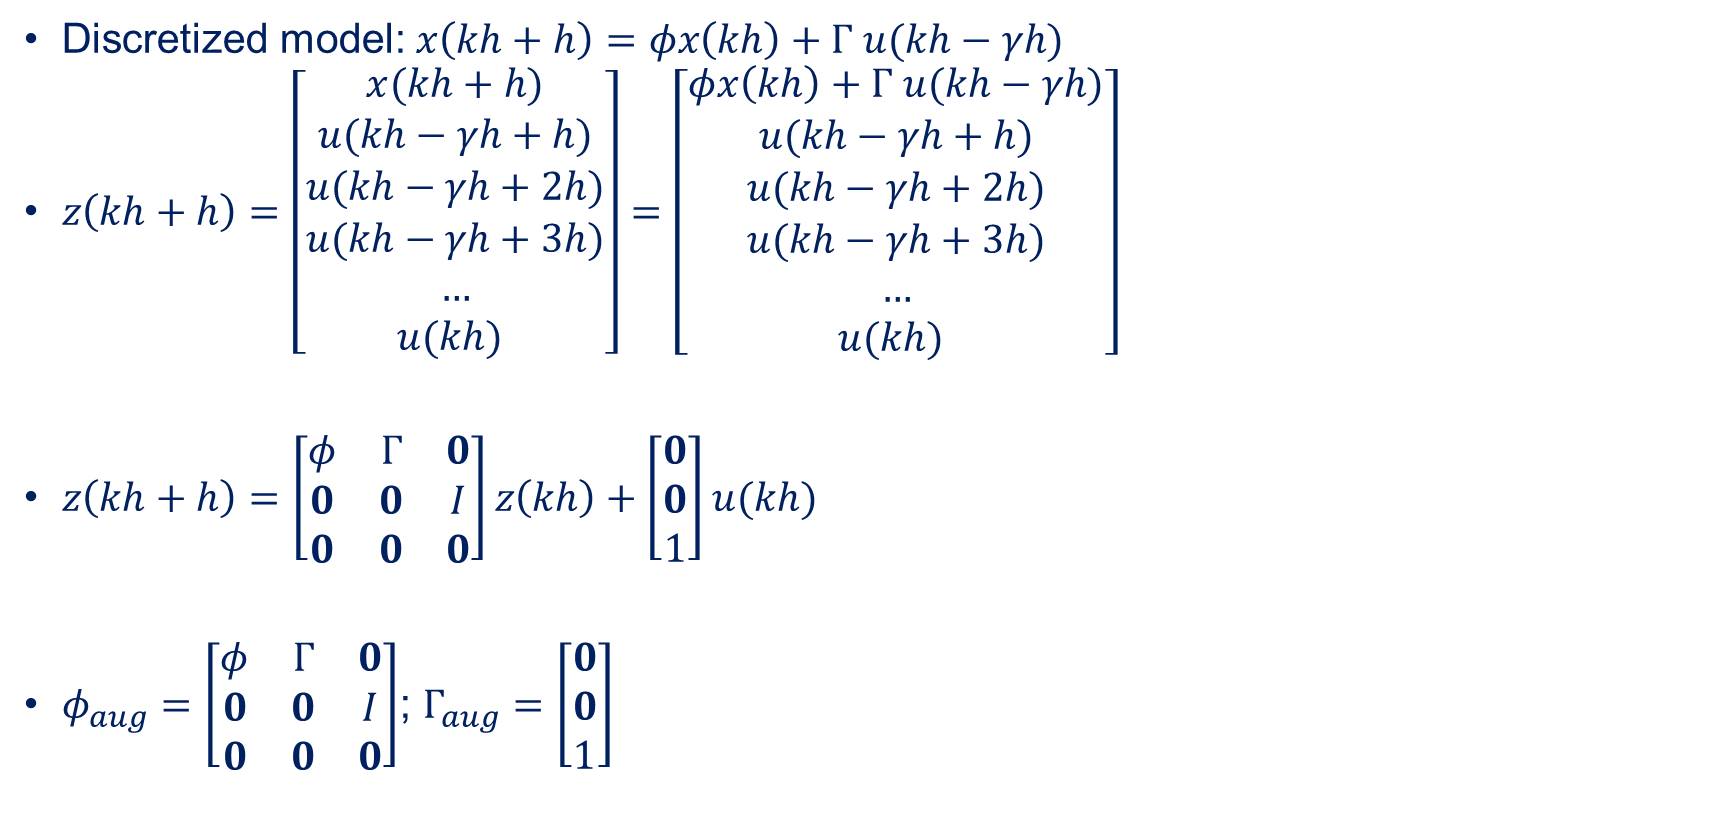 • Discretized model: 𝑥(𝑘ℎ + ℎ) = 𝜙𝑥(𝑘ℎ) + Γ 𝑢(𝑘ℎ − 𝛾ℎ)
• 𝑧(𝑘ℎ + ℎ) = [𝑥(𝑘ℎ + ℎ) = [𝜙𝑥(𝑘ℎ) + Γ 𝑢(𝑘ℎ − 𝛾ℎ)
𝑢(𝑘ℎ − 𝛾ℎ + ℎ) 𝑢(𝑘ℎ − 𝛾ℎ + ℎ)
𝑢(𝑘ℎ − 𝛾ℎ + 2ℎ) 𝑢(𝑘ℎ − 𝛾ℎ + 2ℎ)
𝑢(𝑘ℎ − 𝛾ℎ + 3ℎ) 𝑢(𝑘ℎ − 𝛾ℎ + 3ℎ)
… …
𝑢(𝑘ℎ)] 𝑢(𝑘ℎ)]
• 𝑧(𝑘ℎ + ℎ) = [𝜙 Γ 𝟎
𝟎 𝟎 𝐼
𝟎 𝟎 𝟎] 𝑧(𝑘ℎ) + [𝟎
𝟎
1] 𝑢(𝑘ℎ)
• 𝜙𝑎𝑢𝑔 = [𝜙 Γ 𝟎
𝟎 𝟎 𝐼
𝟎 𝟎 𝟎]; Γ𝑎𝑢𝑔 = [𝟎
𝟎
1]